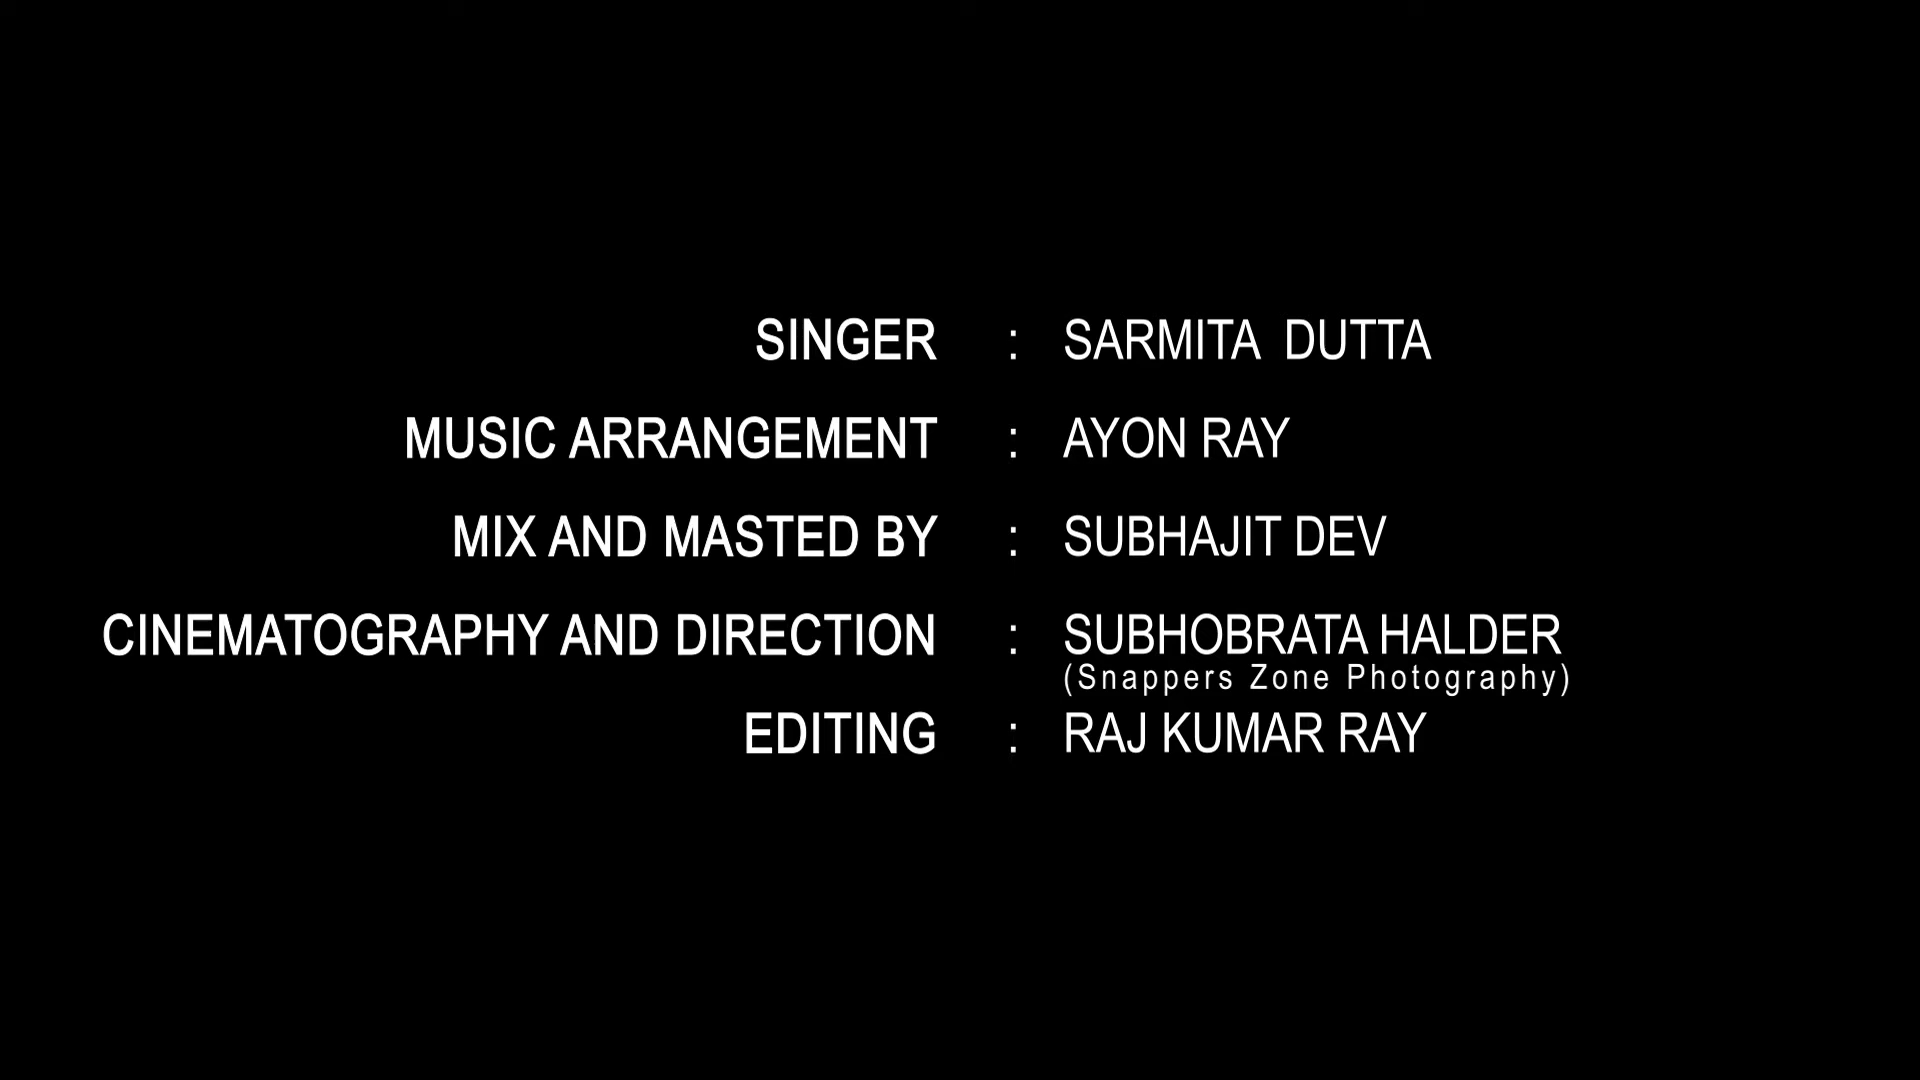 SINGER : SARMITA DUTTA
MUSIC ARRANGEMENT : AYON RAY
MIX AND MASTED BY : SUBHAJIT DEV
CINEMATOGRAPHY AND DIRECTION : SUBHOBRATA HALDER
(Snappers Zone Photography)
EDITING : RAJ KUMAR RAY